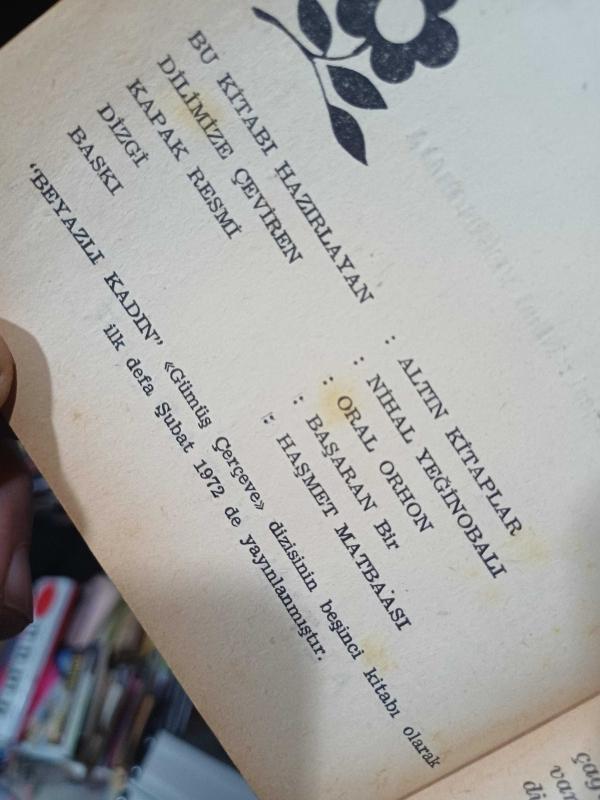 BU KİTABI HAZIRLAYAN : ALTIN KİTAPLAR
DİLİMİZE ÇEVİREN : NİHAL YEĞİNOBALI
KAPAK RESMİ : ORAL ORHON
DİZGİ : BAŞARAN Bir
BASKI : HAŞMET MATBAASI
"BEYAZLI KADIN" «Gümüş Çerçeve» dizisinin beşinci kitabı olarak
ilk defa Şubat 1972 de yayınlanmıştır.